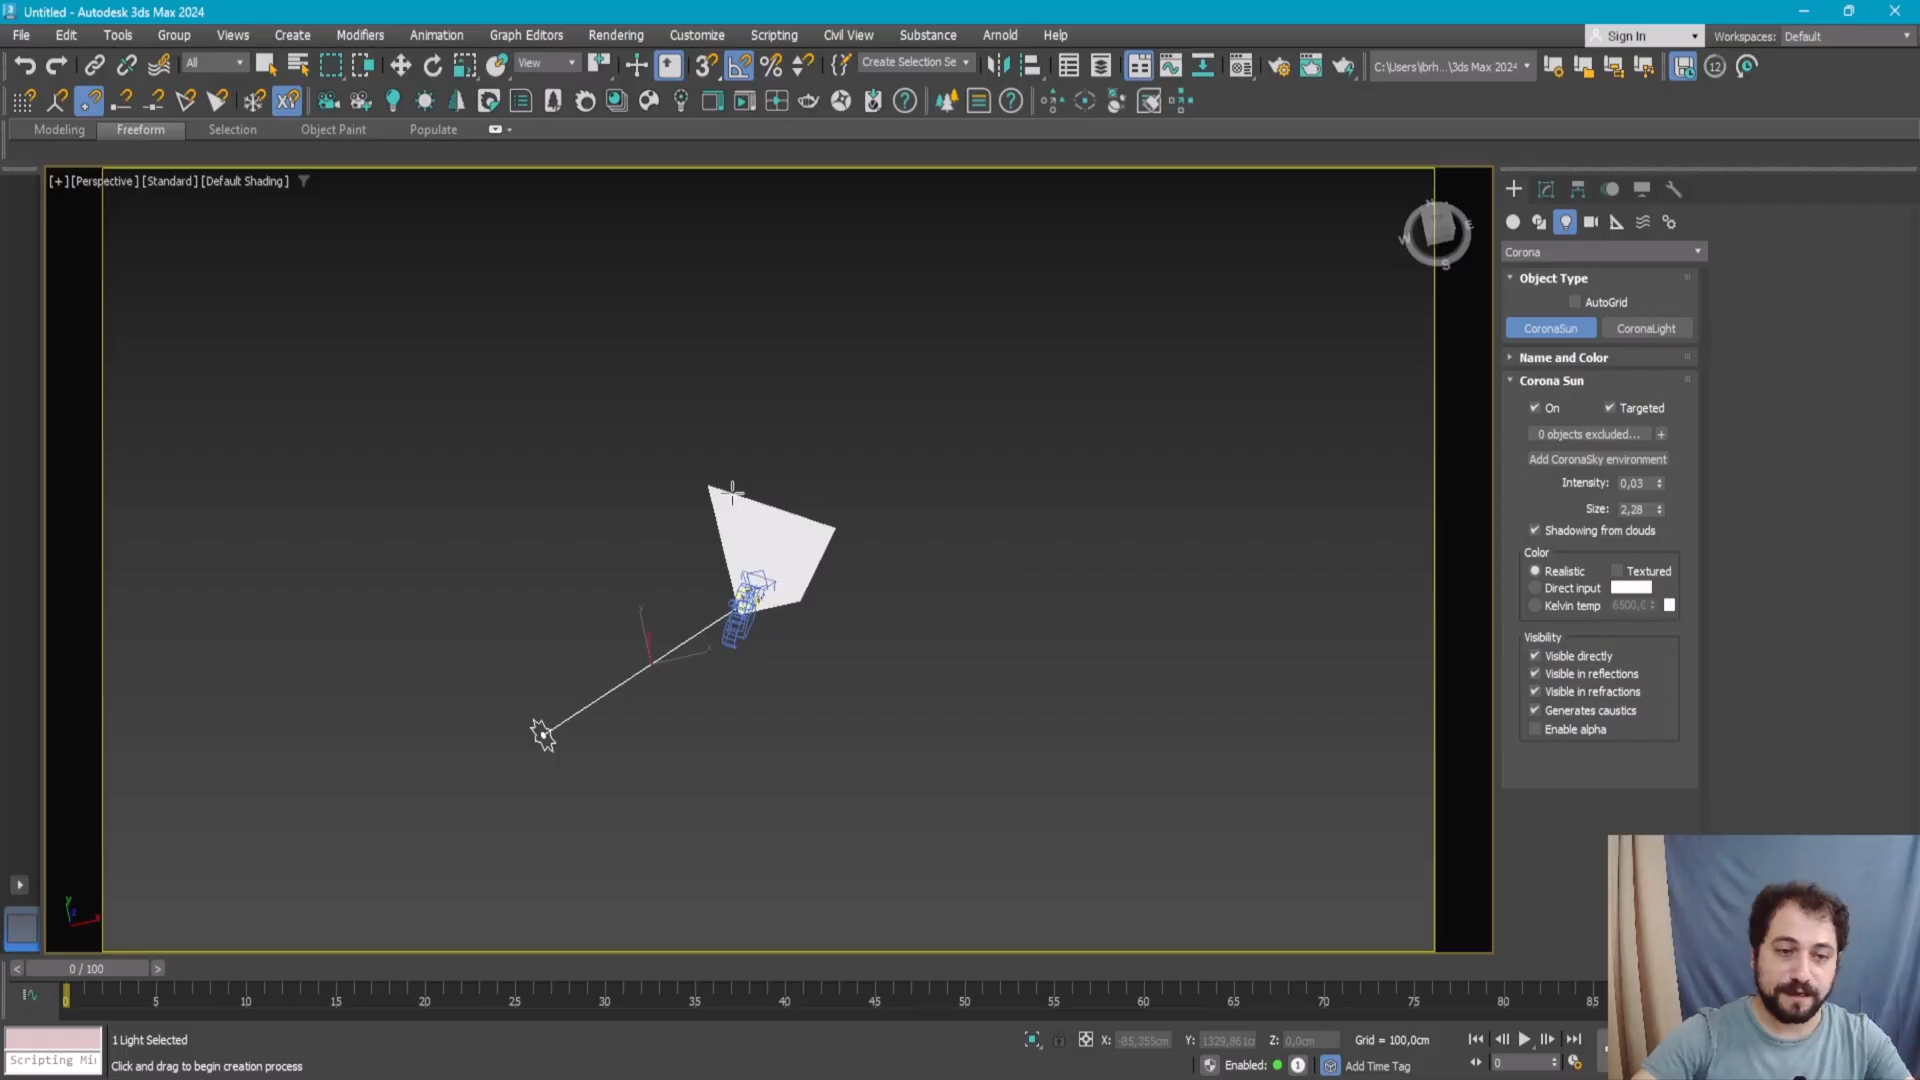 Untitled - Autodesk 3ds Max 2024
File Edit Tools Group Views Create Modifiers Animation Graph Editors Rendering Customize Scripting Civil View Substance Arnold Help
Sign In Workspaces: Default
All View Create Selection Se C:\Users\brh...\3ds Max 2024
Modeling Freeform Selection Object Paint Populate
[+] [Perspective ] [Standard ] [Default Shading ]
Corona
Object Type
AutoGrid
CoronaSun CoronaLight
Name and Color
Corona Sun
On Targeted
0 objects excluded... +
Add CoronaSky environment
Intensity: 0,03
Size: 2,28
Shadowing from clouds
Color
Realistic Textured
Direct input
Kelvin temp 6500,0
Visibility
Visible directly
Visible in reflections
Visible in refractions
Generates caustics
Enable alpha
0 / 100
0 5 10 15 20 25 30 35 40 45 50 55 60 65 70 75 80 85
1 Light Selected X: -85,355cm Y: 1329,861cm Z: 0,0cm Grid = 100,0cm
Scripting Mi
Click and drag to begin creation process Enabled: 1 Add Time Tag 0